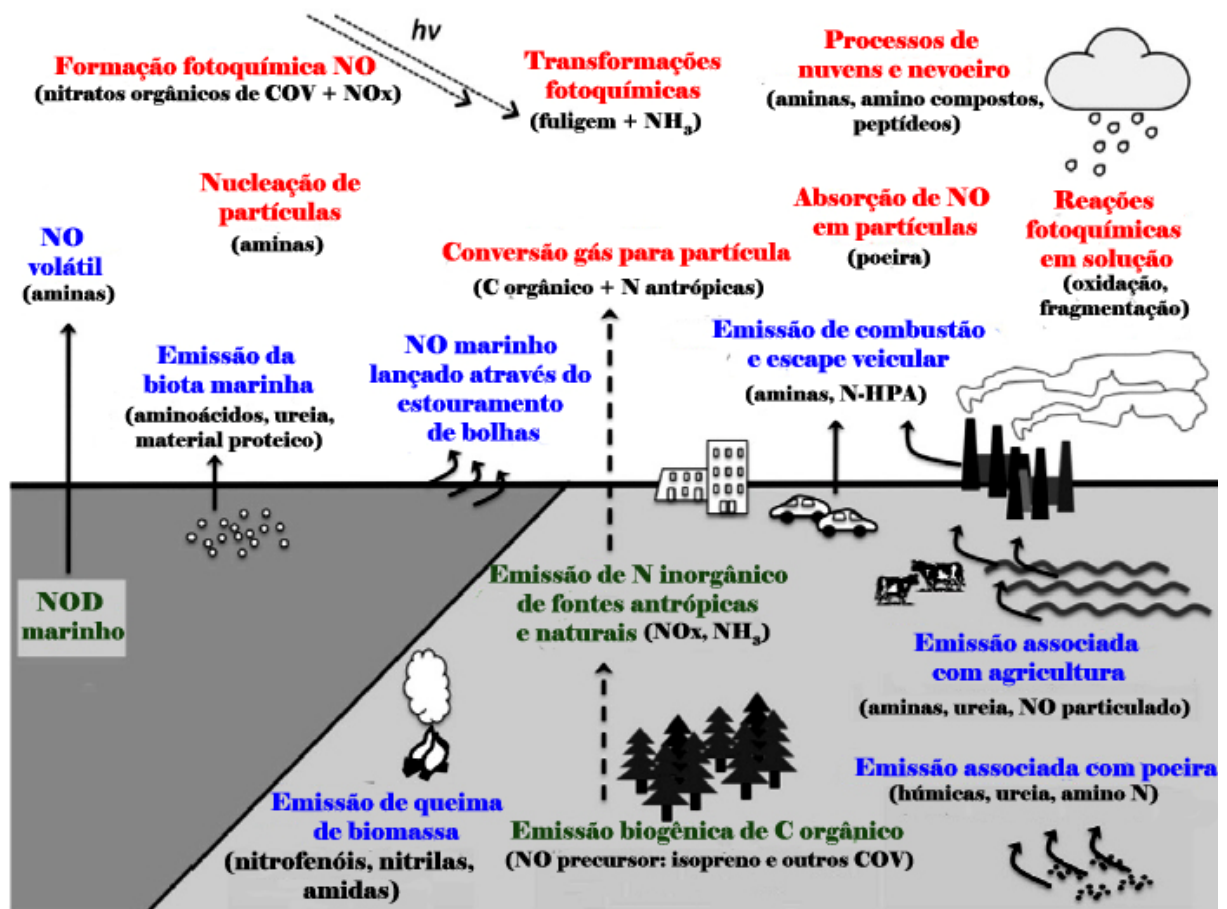 hν
Formação fotoquímica NO
(nitratos orgânicos de COV + NOx)
Transformações
fotoquímicas
(fuligem + NH₃)
Processos de
nuvens e nevoeiro
(aminas, amino compostos,
peptídeos)
Nucleação de
partículas
(aminas)
NO
volátil
(aminas)
Conversão gás para partícula
(C orgânico + N antrópicas)
Absorção de NO
em partículas
(poeira)
Reações
fotoquímicas
em solução
(oxidação,
fragmentação)
Emissão da
biota marinha
(aminoácidos, ureia,
material proteico)
NO marinho
lançado através do
estouramento
de bolhas
Emissão de combustão
e escape veicular
(aminas, N-HPA)
NOD
marinho
Emissão de N inorgânico
de fontes antrópicas
e naturais (NOx, NH₃)
Emissão associada
com agricultura
(aminas, ureia, NO particulado)
Emissão de queima
de biomassa
(nitrofenóis, nitrilas,
amidas)
Emissão biogênica de C orgânico
(NO precursor: isopreno e outros COV)
Emissão associada com poeira
(húmicas, ureia, amino N)